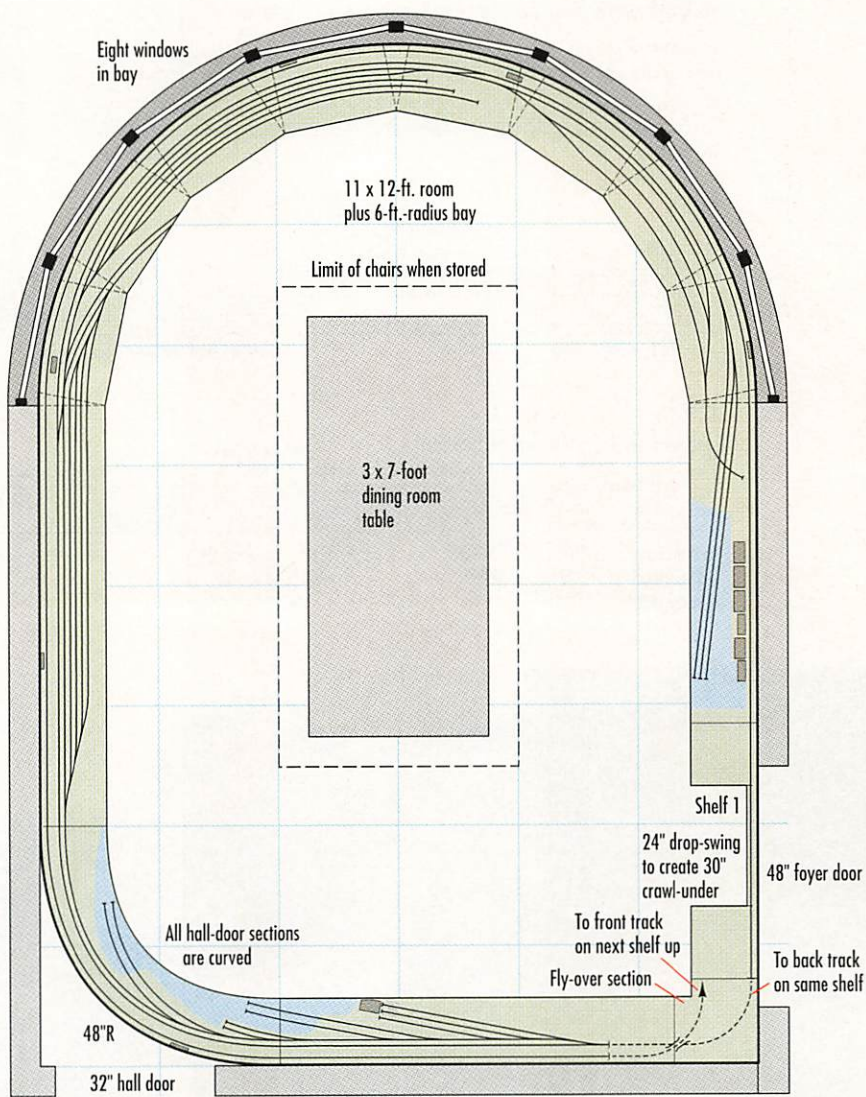 Eight windows
in bay
11 x 12-ft. room
plus 6-ft.-radius bay
Limit of chairs when stored
3 x 7-foot
dining room
table
Shelf 1
24" drop-swing
to create 30"
crawl-under
48" foyer door
All hall-door sections
are curved
To front track
on next shelf up
Fly-over section
To back track
on same shelf
48"R
32" hall door